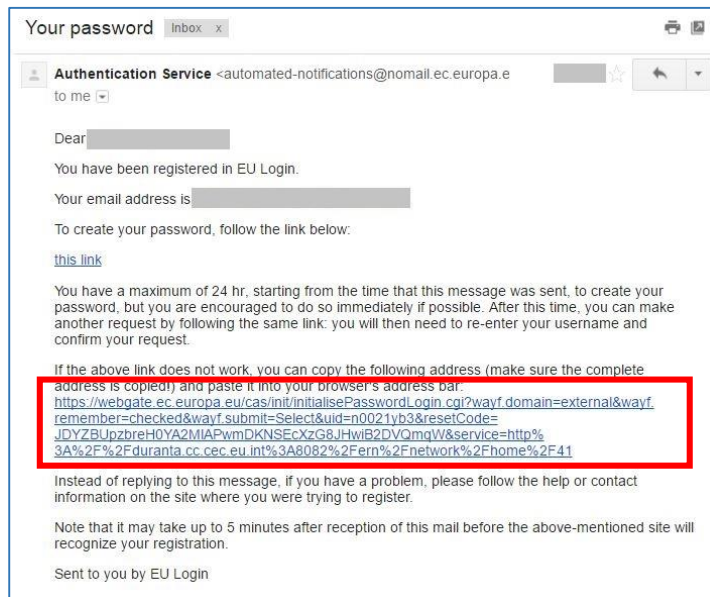 Your password Inbox x
Authentication Service <automated-notifications@nomail.ec.europa.e
to me
Dear
You have been registered in EU Login.
Your email address is
To create your password, follow the link below:
this link
You have a maximum of 24 hr, starting from the time that this message was sent, to create your
password, but you are encouraged to do so immediately if possible. After this time, you can make
another request by following the same link: you will then need to re-enter your username and
confirm your request.
If the above link does not work, you can copy the following address (make sure the complete
address is copied!) and paste it into your browser's address bar:
https://webgate.ec.europa.eu/cas/init/initialisePasswordLogin.cgi?wayf.domain=external&wayf.
remember=checked&wayf.submit=Select&uid=n0021yb3&resetCode=
JDYZBUpzbreH0YA2MIAPwmDKNSEcXzG8JHwiB2DVQmqW&service=http%
3A%2F%2Fduranta.cc.cec.eu.int%3A8082%2Fern%2Fnetwork%2Fhome%2F41
Instead of replying to this message, if you have a problem, please follow the help or contact
information on the site where you were trying to register.
Note that it may take up to 5 minutes after reception of this mail before the above-mentioned site will
recognize your registration.
Sent to you by EU Login